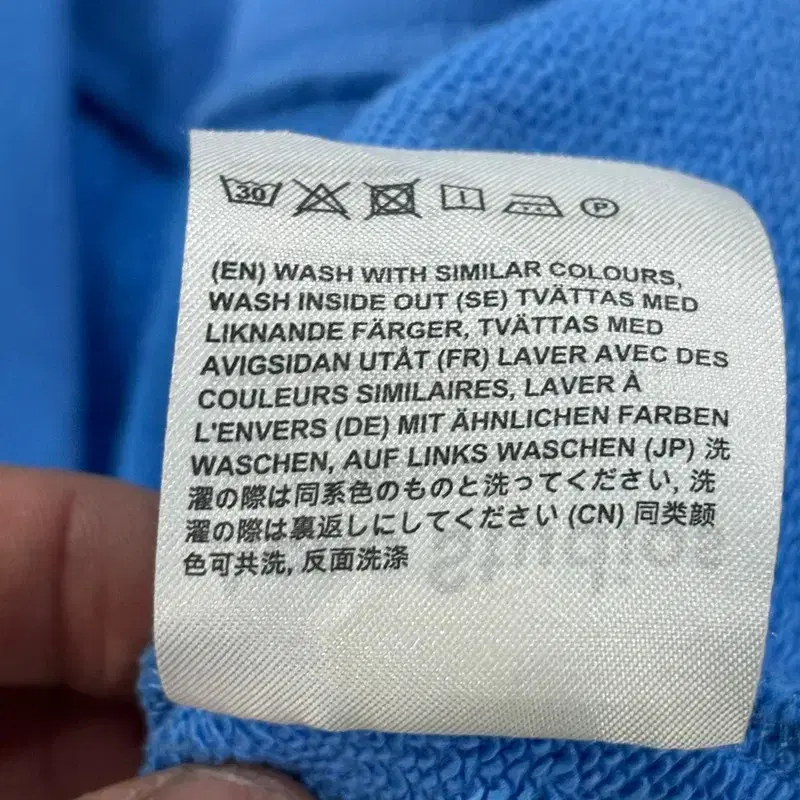 30 P
(EN) WASH WITH SIMILAR COLOURS,
WASH INSIDE OUT (SE) TVÄTTAS MED
LIKNANDE FÄRGER, TVÄTTAS MED
AVIGSIDAN UTÅT (FR) LAVER AVEC DES
COULEURS SIMILAIRES, LAVER À
L'ENVERS (DE) MIT ÄHNLICHEN FARBEN
WASCHEN, AUF LINKS WASCHEN (JP) 洗
濯の際は同系色のものと洗ってください, 洗
濯の際は裏返しにしてください (CN) 同类颜
色可共洗, 反面洗涤